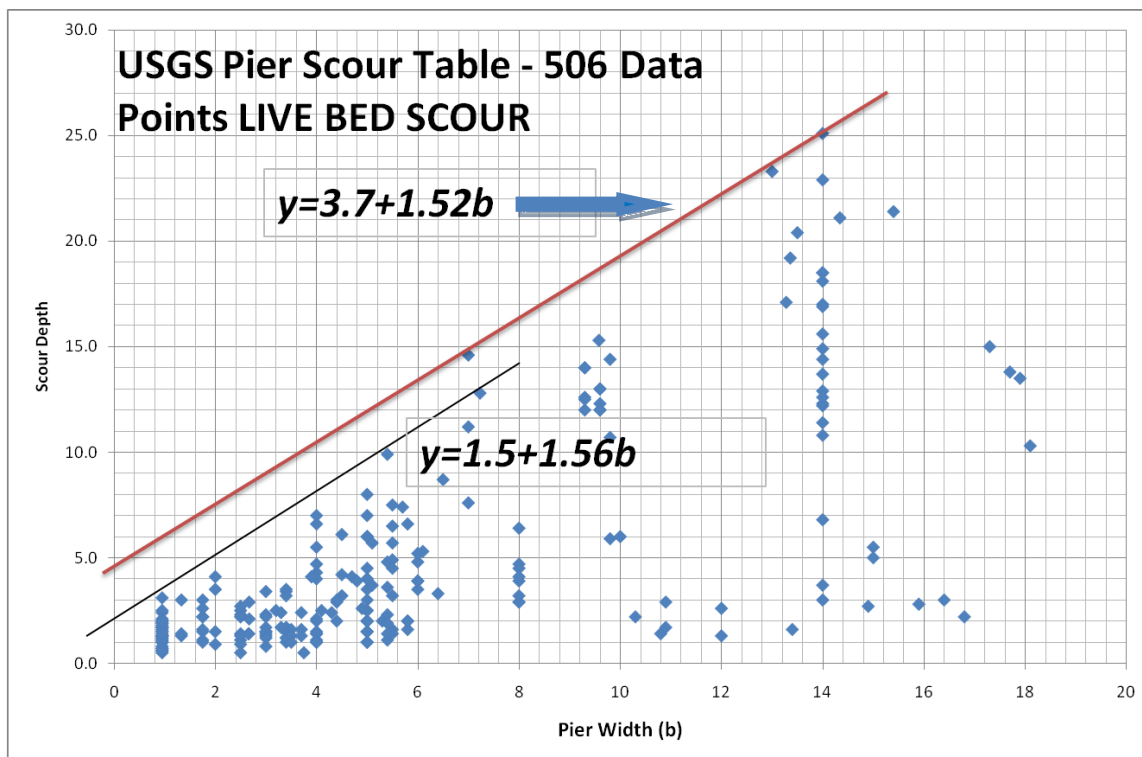 USGS Pier Scour Table - 506 Data
Points LIVE BED SCOUR
y=3.7+1.52b
y=1.5+1.56b
Scour Depth
30.0
25.0
20.0
15.0
10.0
5.0
0.0
0 2 4 6 8 10 12 14 16 18 20
Pier Width (b)